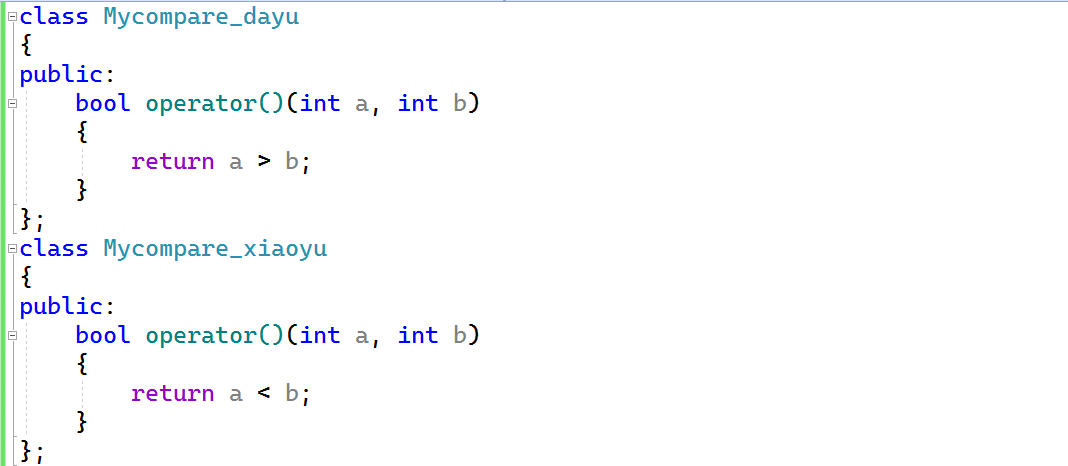 class Mycompare_dayu
{
public:
    bool operator()(int a, int b)
    {
        return a > b;
    }
};
class Mycompare_xiaoyu
{
public:
    bool operator()(int a, int b)
    {
        return a < b;
    }
};